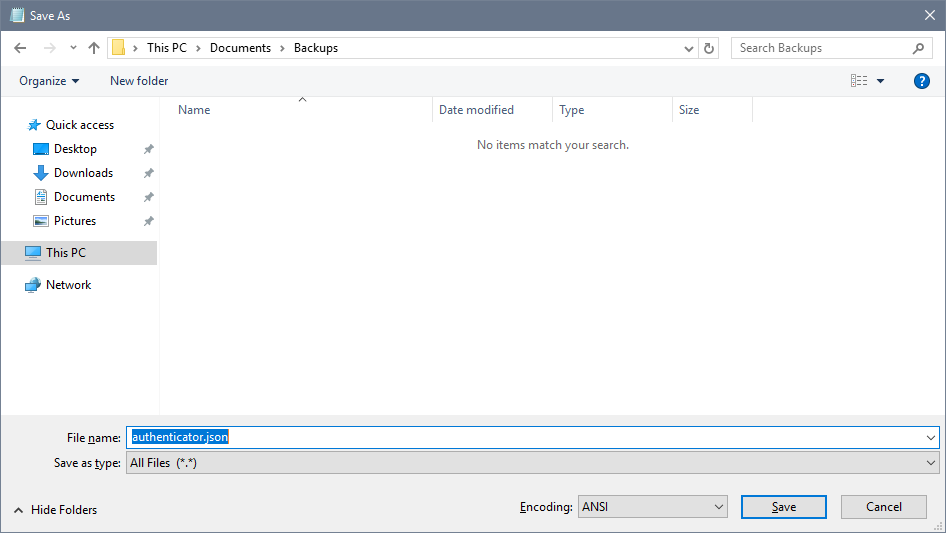 Save As
This PC > Documents > Backups
Search Backups
Organize
New folder
?
Name
Date modified
Type
Size
No items match your search.
Quick access
Desktop
Downloads
Documents
Pictures
This PC
Network
File name: authenticator.json
Save as type: All Files (*.*)
Hide Folders
Encoding: ANSI
Save
Cancel